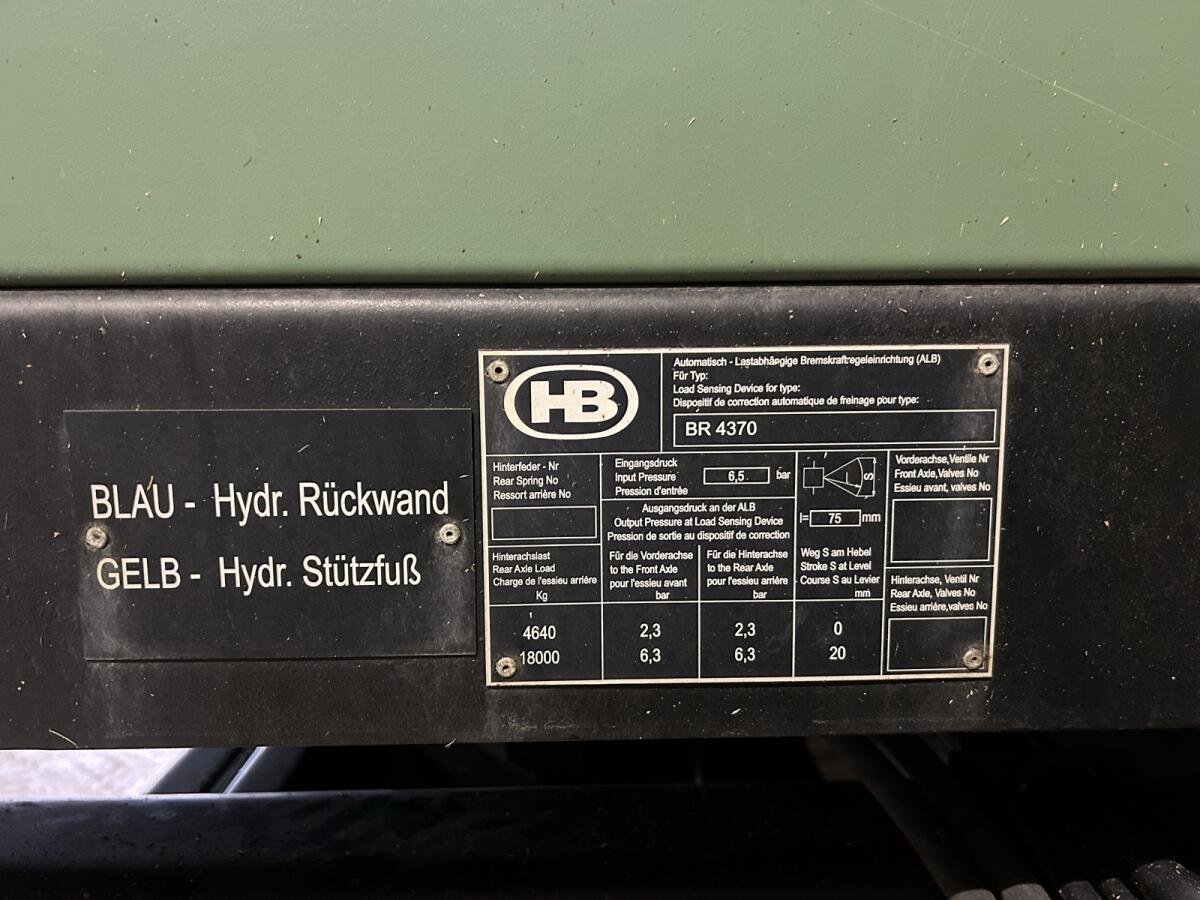 BLAU - Hydr. Rückwand
GELB - Hydr. Stützfuß
HB
Automatisch - Lastabhängige Bremskraftregeleinrichtung (ALB)
Für Typ:
Load Sensing Device for type:
Dispositif de correction automatique de freinage pour type:
BR 4370
Hinterfeder - Nr
Rear Spring No
Ressort arrière No
Eingangsdruck
Input Pressure
Pression d'entrée
6,5 bar
Ausgangsdruck an der ALB
Output Pressure at Load Sensing Device
Pression de sortie au dispositif de correction
S
l
l= 75 mm
Vorderachse,Ventile Nr
Front Axle,Valves No
Essieu avant, valves No
Hinterachslast
Rear Axle Load
Charge de l'essieu arriére
Kg
Für die Vorderachse
to the Front Axle
pour l'essieu avant
bar
Für die Hinterachse
to the Rear Axle
pour l'essieu arriére
bar
Weg S am Hebel
Stroke S at Level
Course S au Levier
mm
Hinterachse, Ventil Nr
Rear Axle, Valves No
Essieu arriére,valves No
4640 2,3 2,3 0
18000 6,3 6,3 20